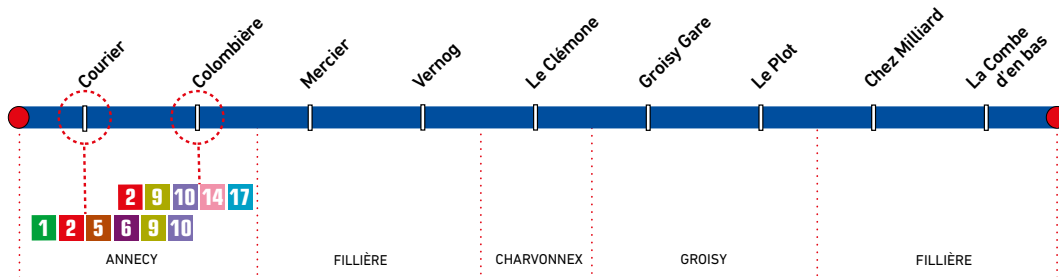 Courier
Colombière
Mercier
Vernog
Le Clémone
Groisy Gare
Le Plot
Chez Milliard
La Combe
d'en bas
2 9 10 14 17
1 2 5 6 9 10
ANNECY
FILLIÈRE
CHARVONNEX
GROISY
FILLIÈRE